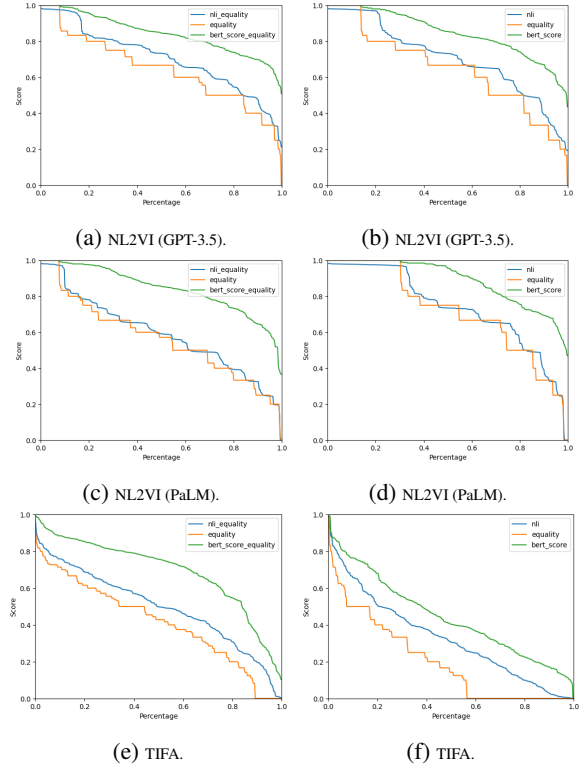 1.0
0.8
0.6
0.4
0.2
0.0
Score
0.0 0.2 0.4 0.6 0.8 1.0
Percentage
nli_equality
equality
bert_score_equality
(a) NL2VI (GPT-3.5).
1.0
0.8
0.6
0.4
0.2
0.0
Score
0.0 0.2 0.4 0.6 0.8 1.0
Percentage
nli
equality
bert_score
(b) NL2VI (GPT-3.5).
1.0
0.8
0.6
0.4
0.2
0.0
Score
0.0 0.2 0.4 0.6 0.8 1.0
Percentage
nli_equality
equality
bert_score_equality
(c) NL2VI (PaLM).
1.0
0.8
0.6
0.4
0.2
0.0
Score
0.0 0.2 0.4 0.6 0.8 1.0
Percentage
nli
equality
bert_score
(d) NL2VI (PaLM).
1.0
0.8
0.6
0.4
0.2
0.0
Score
0.0 0.2 0.4 0.6 0.8 1.0
Percentage
nli_equality
equality
bert_score_equality
(e) TIFA.
1.0
0.8
0.6
0.4
0.2
0.0
Score
0.0 0.2 0.4 0.6 0.8 1.0
Percentage
nli
equality
bert_score
(f) TIFA.